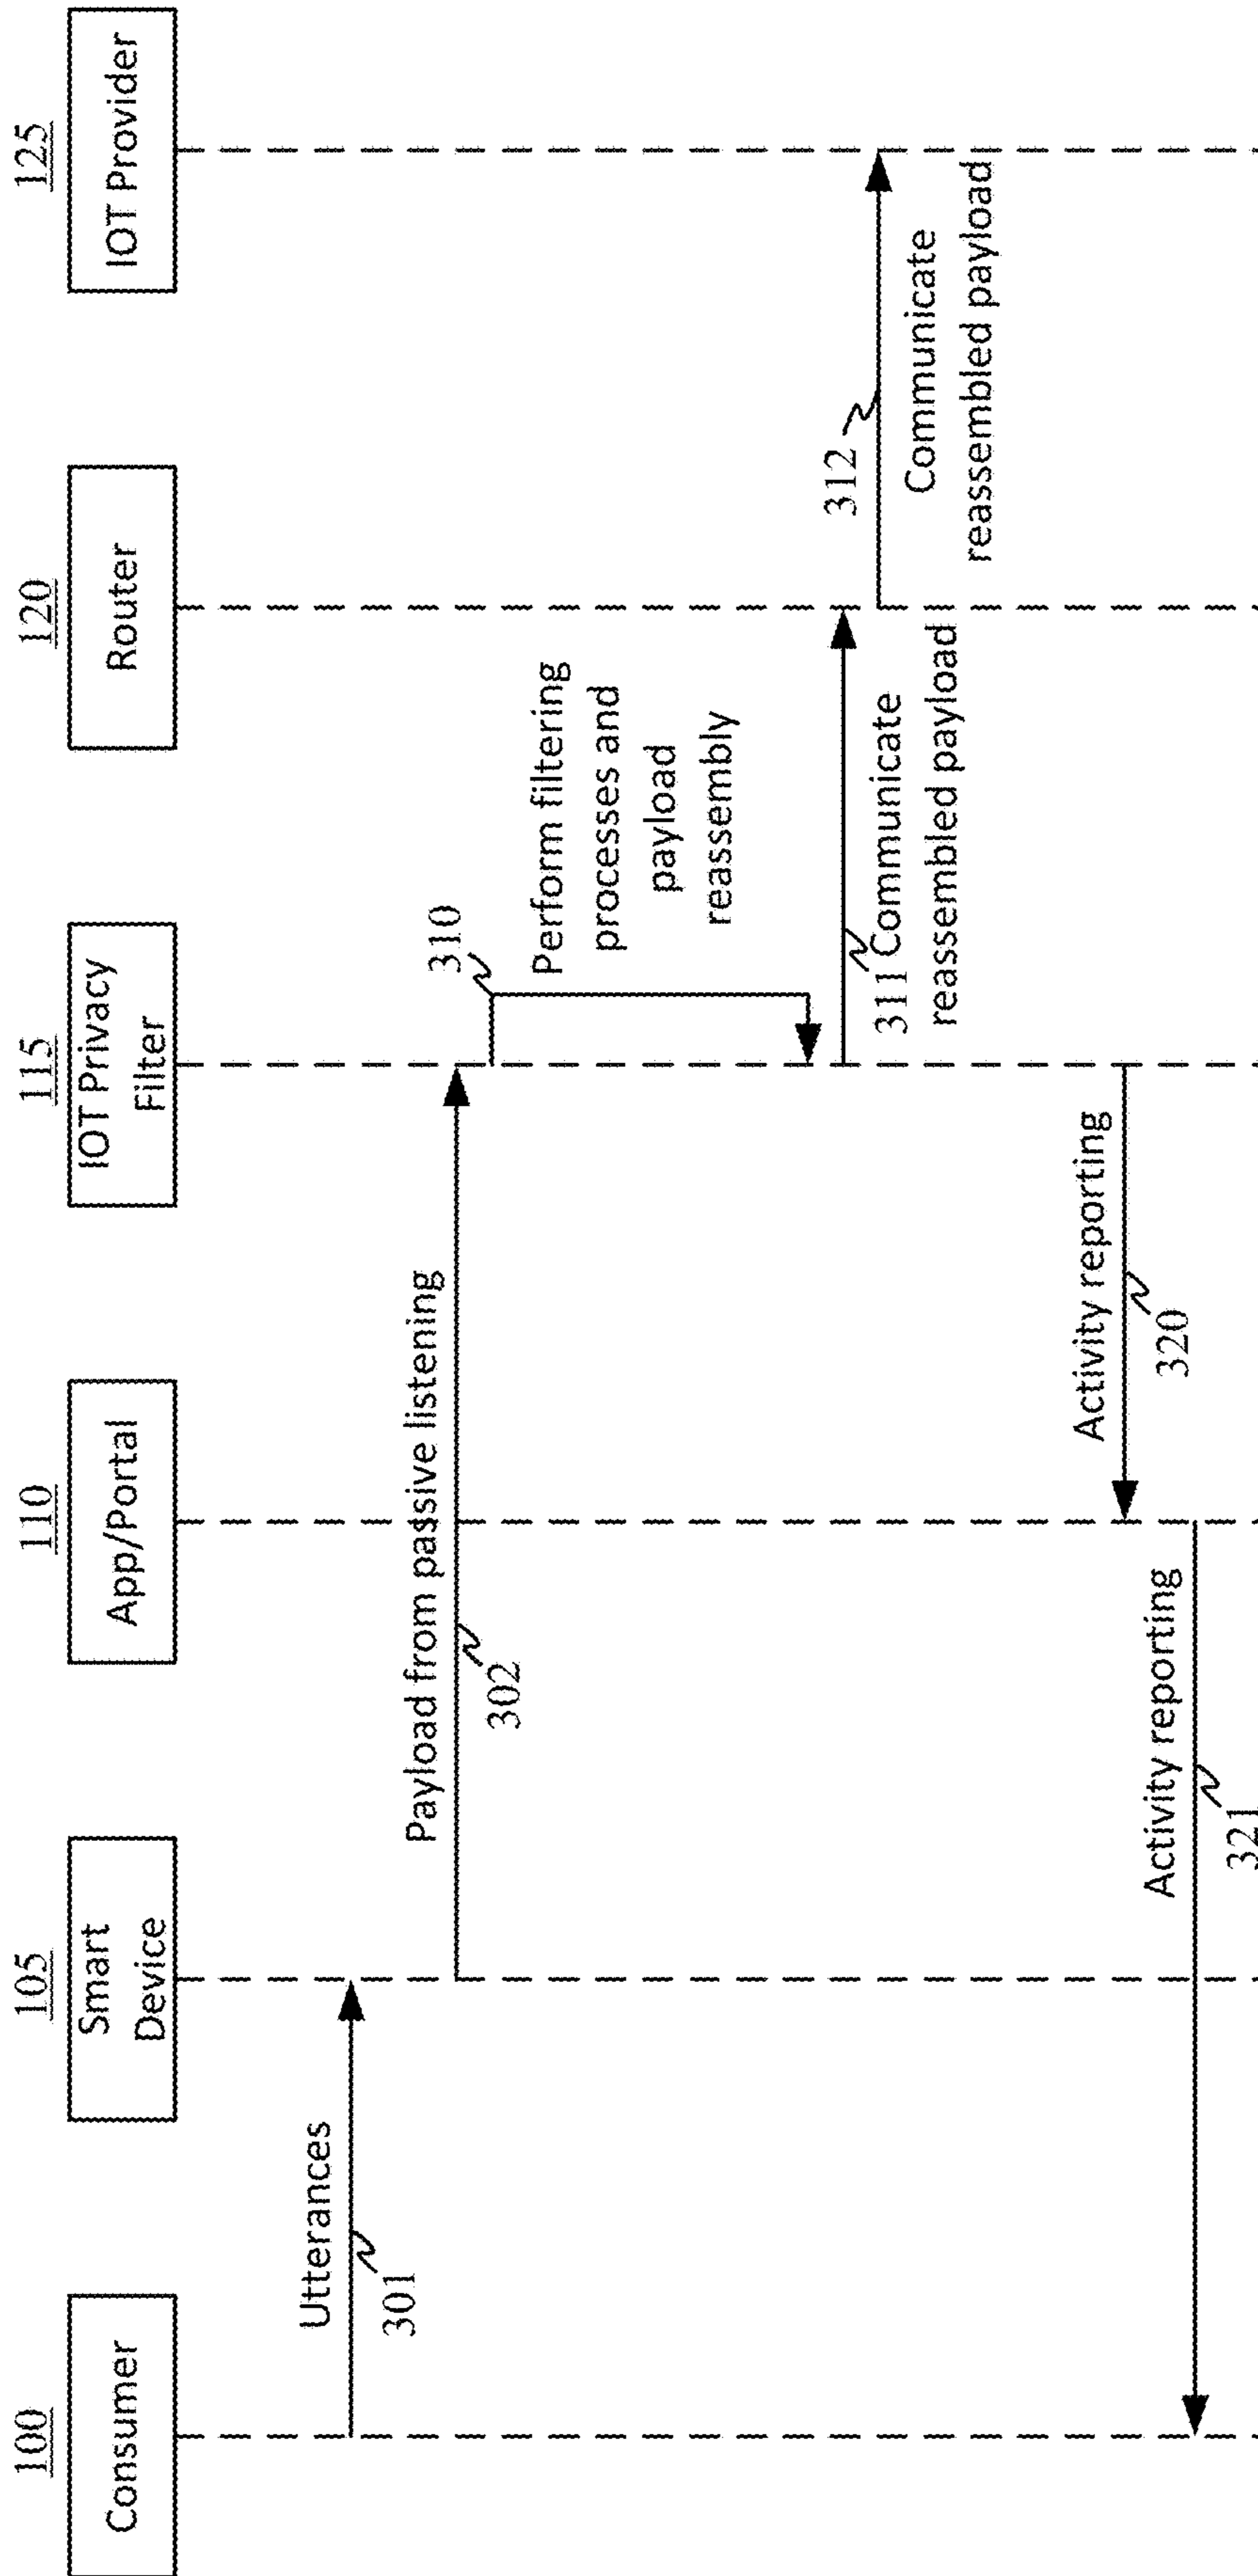 100
Consumer
105
Smart
Device
110
App/Portal
115
IOT Privacy
Filter
120
Router
125
IOT Provider
Utterances
301
Payload from passive listening
302
310
Perform filtering
processes and
payload
reassembly
311 Communicate
reassembled payload
312
Communicate
reassembled payload
Activity reporting
320
Activity reporting
321